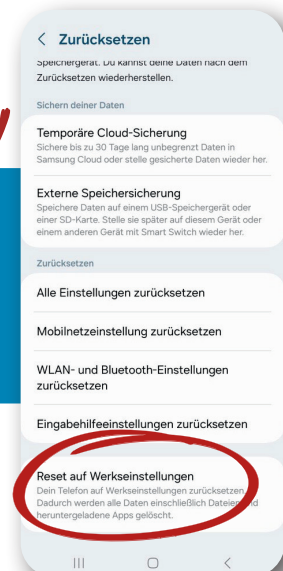 Zurücksetzen
Speichergerät. Du kannst deine Daten nach dem
Zurücksetzen wiederherstellen.
Sichern deiner Daten
Temporäre Cloud-Sicherung
Sichere bis zu 30 Tage lang unbegrenzt Daten in
Samsung Cloud oder stelle gesicherte Daten wieder her.
Externe Speichersicherung
Speichere Daten auf einem USB-Speichergerät oder
einer SD-Karte. Stelle sie später auf diesem Gerät oder
einem anderen Gerät mit Smart Switch wieder her.
Zurücksetzen
Alle Einstellungen zurücksetzen
Mobilnetzeinstellung zurücksetzen
WLAN- und Bluetooth-Einstellungen
zurücksetzen
Eingabehilfeeinstellungen zurücksetzen
Reset auf Werkseinstellungen
Dein Telefon auf Werkseinstellungen zurücksetzen.
Dadurch werden alle Daten einschließlich Dateien und
heruntergeladene Apps gelöscht.